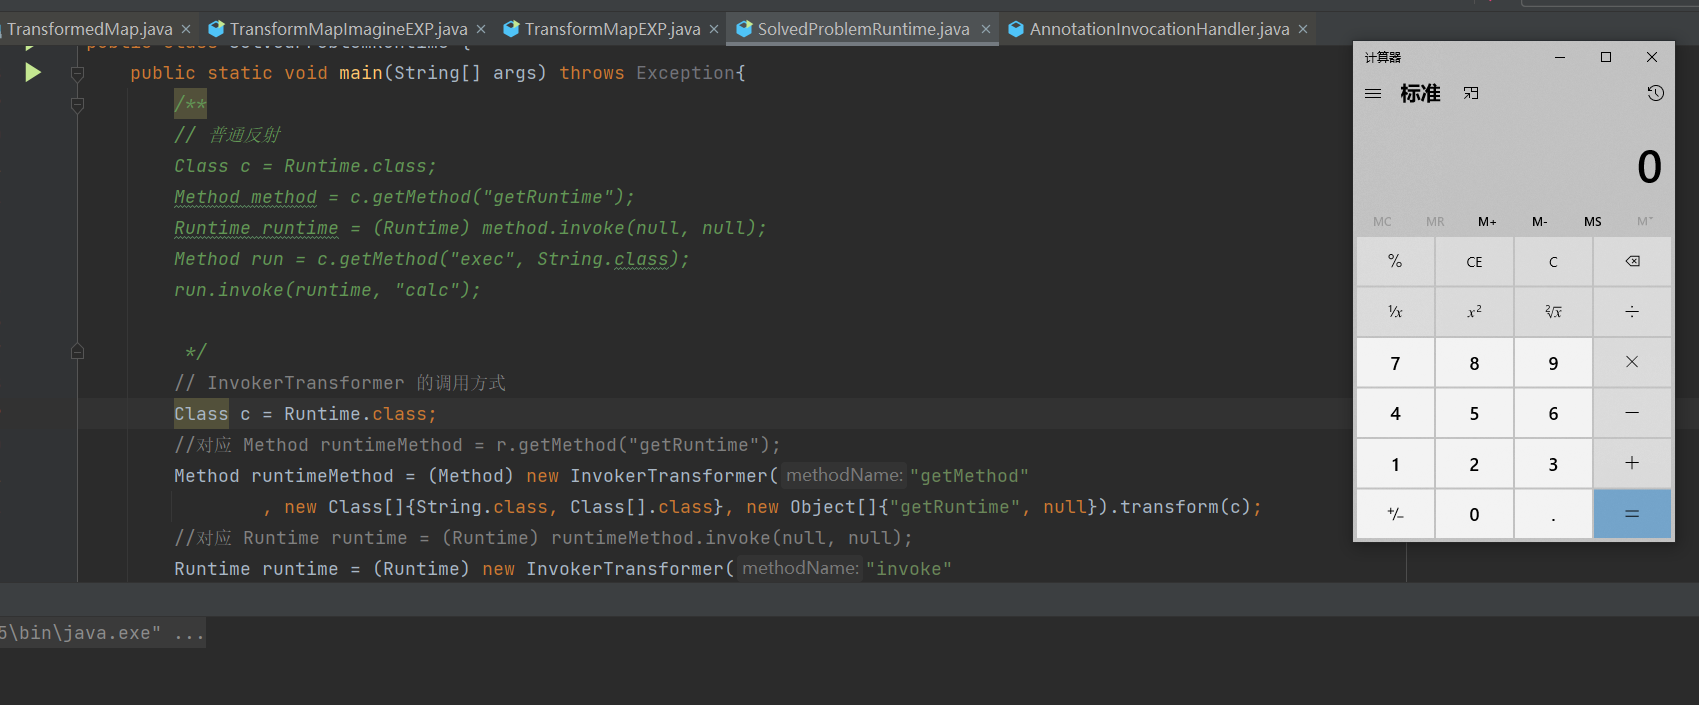 TransformedMap.java × TransformMapImagineEXP.java × TransformMapEXP.java × SolvedProblemRuntime.java × AnnotationInvocationHandler.java ×
public static void main(String[] args) throws Exception{
/**
// 普通反射
Class c = Runtime.class;
Method method = c.getMethod("getRuntime");
Runtime runtime = (Runtime) method.invoke(null, null);
Method run = c.getMethod("exec", String.class);
run.invoke(runtime, "calc");
*/
// InvokerTransformer 的调用方式
Class c = Runtime.class;
//对应 Method runtimeMethod = r.getMethod("getRuntime");
Method runtimeMethod = (Method) new InvokerTransformer( methodName: "getMethod"
, new Class[]{String.class, Class[].class}, new Object[]{"getRuntime", null}).transform(c);
//对应 Runtime runtime = (Runtime) runtimeMethod.invoke(null, null);
Runtime runtime = (Runtime) new InvokerTransformer( methodName: "invoke"
5\bin\java.exe" ...
计算器
标准
0
MC MR M+ M- MS M˅
% CE C
⅟x x² ²√x ÷
7 8 9 ×
4 5 6 −
1 2 3 +
+/− 0 . =